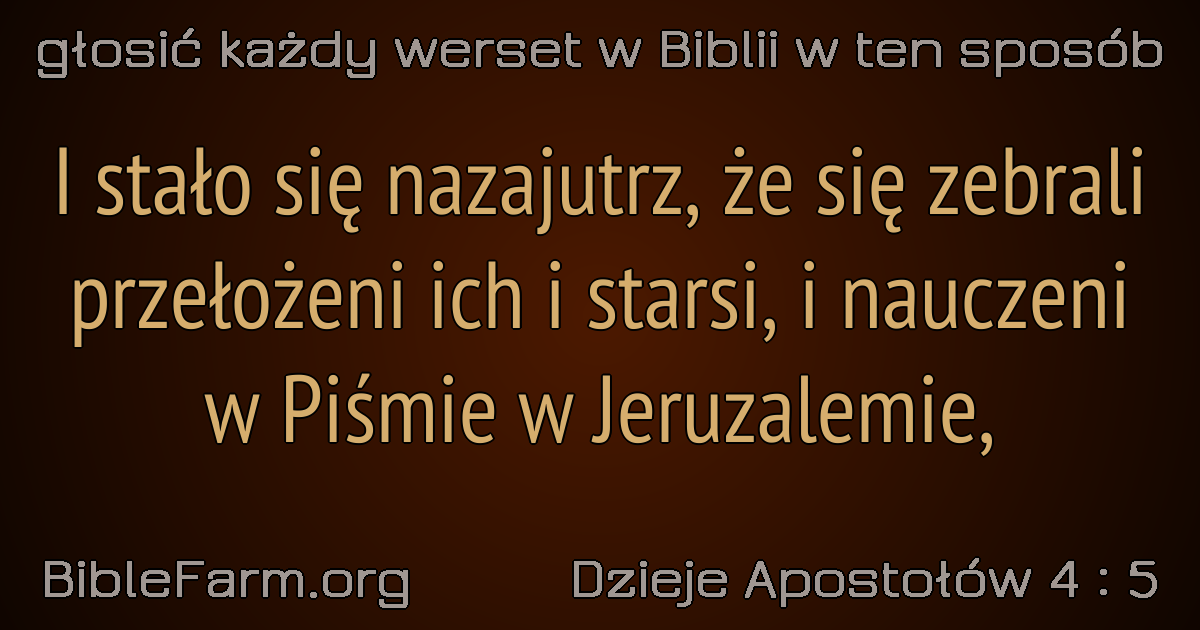 głosić każdy werset w Biblii w ten sposób
I stało się nazajutrz, że się zebrali
przełożeni ich i starsi, i nauczeni
w Piśmie w Jeruzalemie,
BibleFarm.org
Dzieje Apostołów 4 : 5